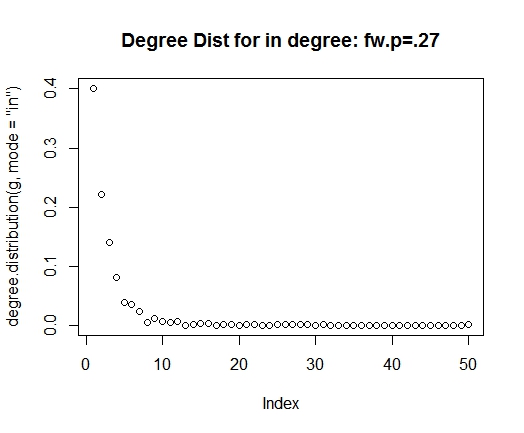 Degree Dist for in degree: fw.p=.27
degree.distribution(g, mode = "in")
0.4
0.3
0.2
0.1
0.0
0 10 20 30 40 50
Index